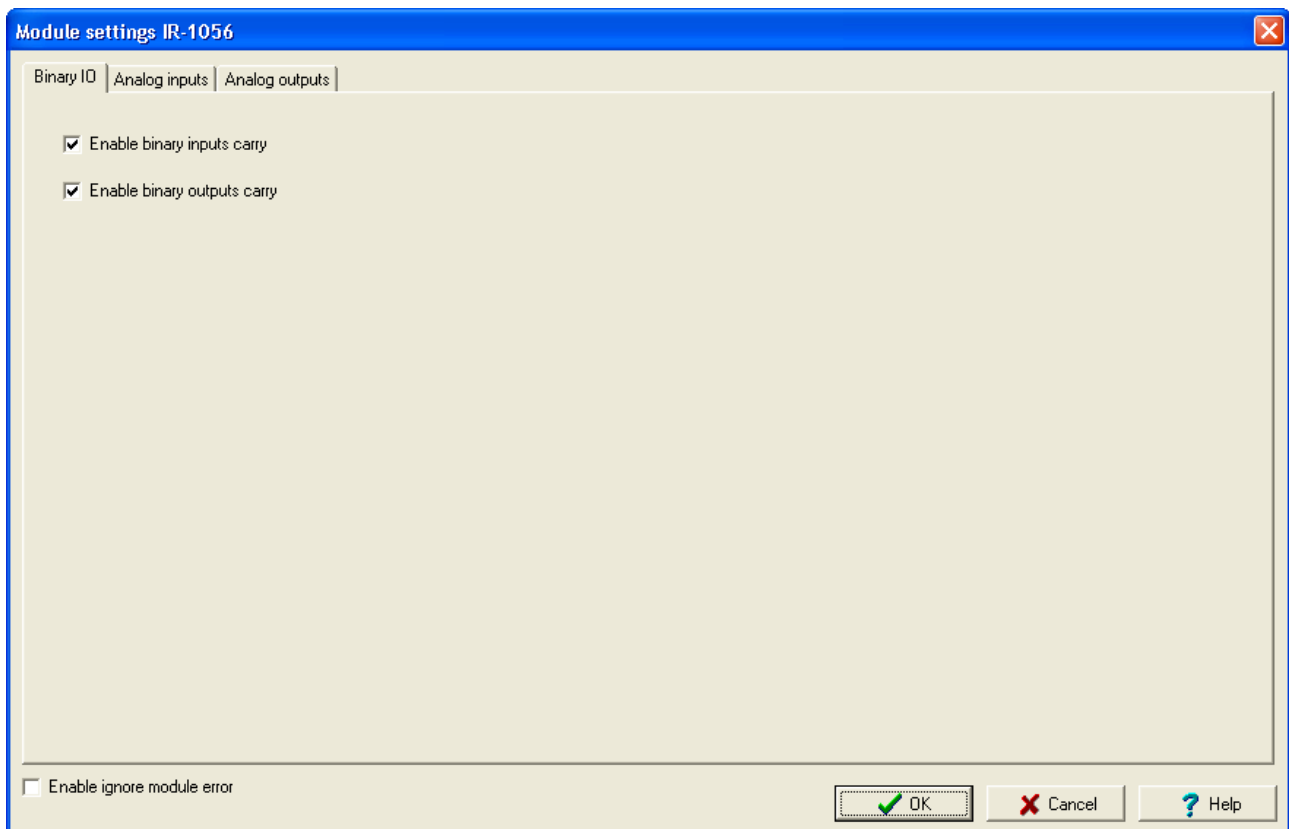 Module settings IR-1056
Binary IO Analog inputs Analog outputs
Enable binary inputs carry
Enable binary outputs carry
Enable ignore module error
OK Cancel Help